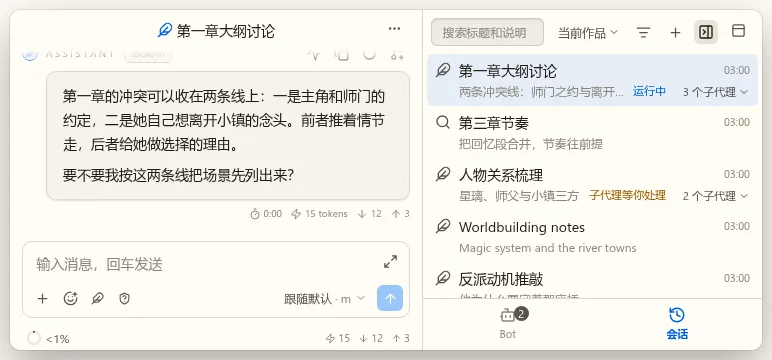 第一章大纲讨论
ASSISTANT
第一章的冲突可以收在两条线上：一是主角和师门的
约定，二是她自己想离开小镇的念头。前者推着情节
走，后者给她做选择的理由。
要不要我按这两条线把场景先列出来？
0:00 15 tokens 12 3
输入消息，回车发送
跟随默认 · m
<1%
15 12 3
搜索标题和说明
当前作品
第一章大纲讨论 03:00
两条冲突线：师门之约与离开... 运行中 3 个子代理
第三章节奏 03:00
把回忆段合并，节奏往前提
人物关系梳理 03:00
星璃、师父与小镇三方 子代理等你处理 2 个子代理
Worldbuilding notes 03:00
Magic system and the river towns
反派动机推敲 03:00
Bot 2
会话